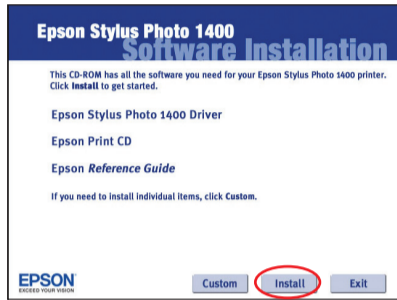 Epson Stylus Photo 1400
Software Installation
This CD-ROM has all the software you need for your Epson Stylus Photo 1400 printer.
Click Install to get started.
Epson Stylus Photo 1400 Driver
Epson Print CD
Epson Reference Guide
If you need to install individual items, click Custom.
EPSON
EXCEED YOUR VISION
Custom
Install
Exit